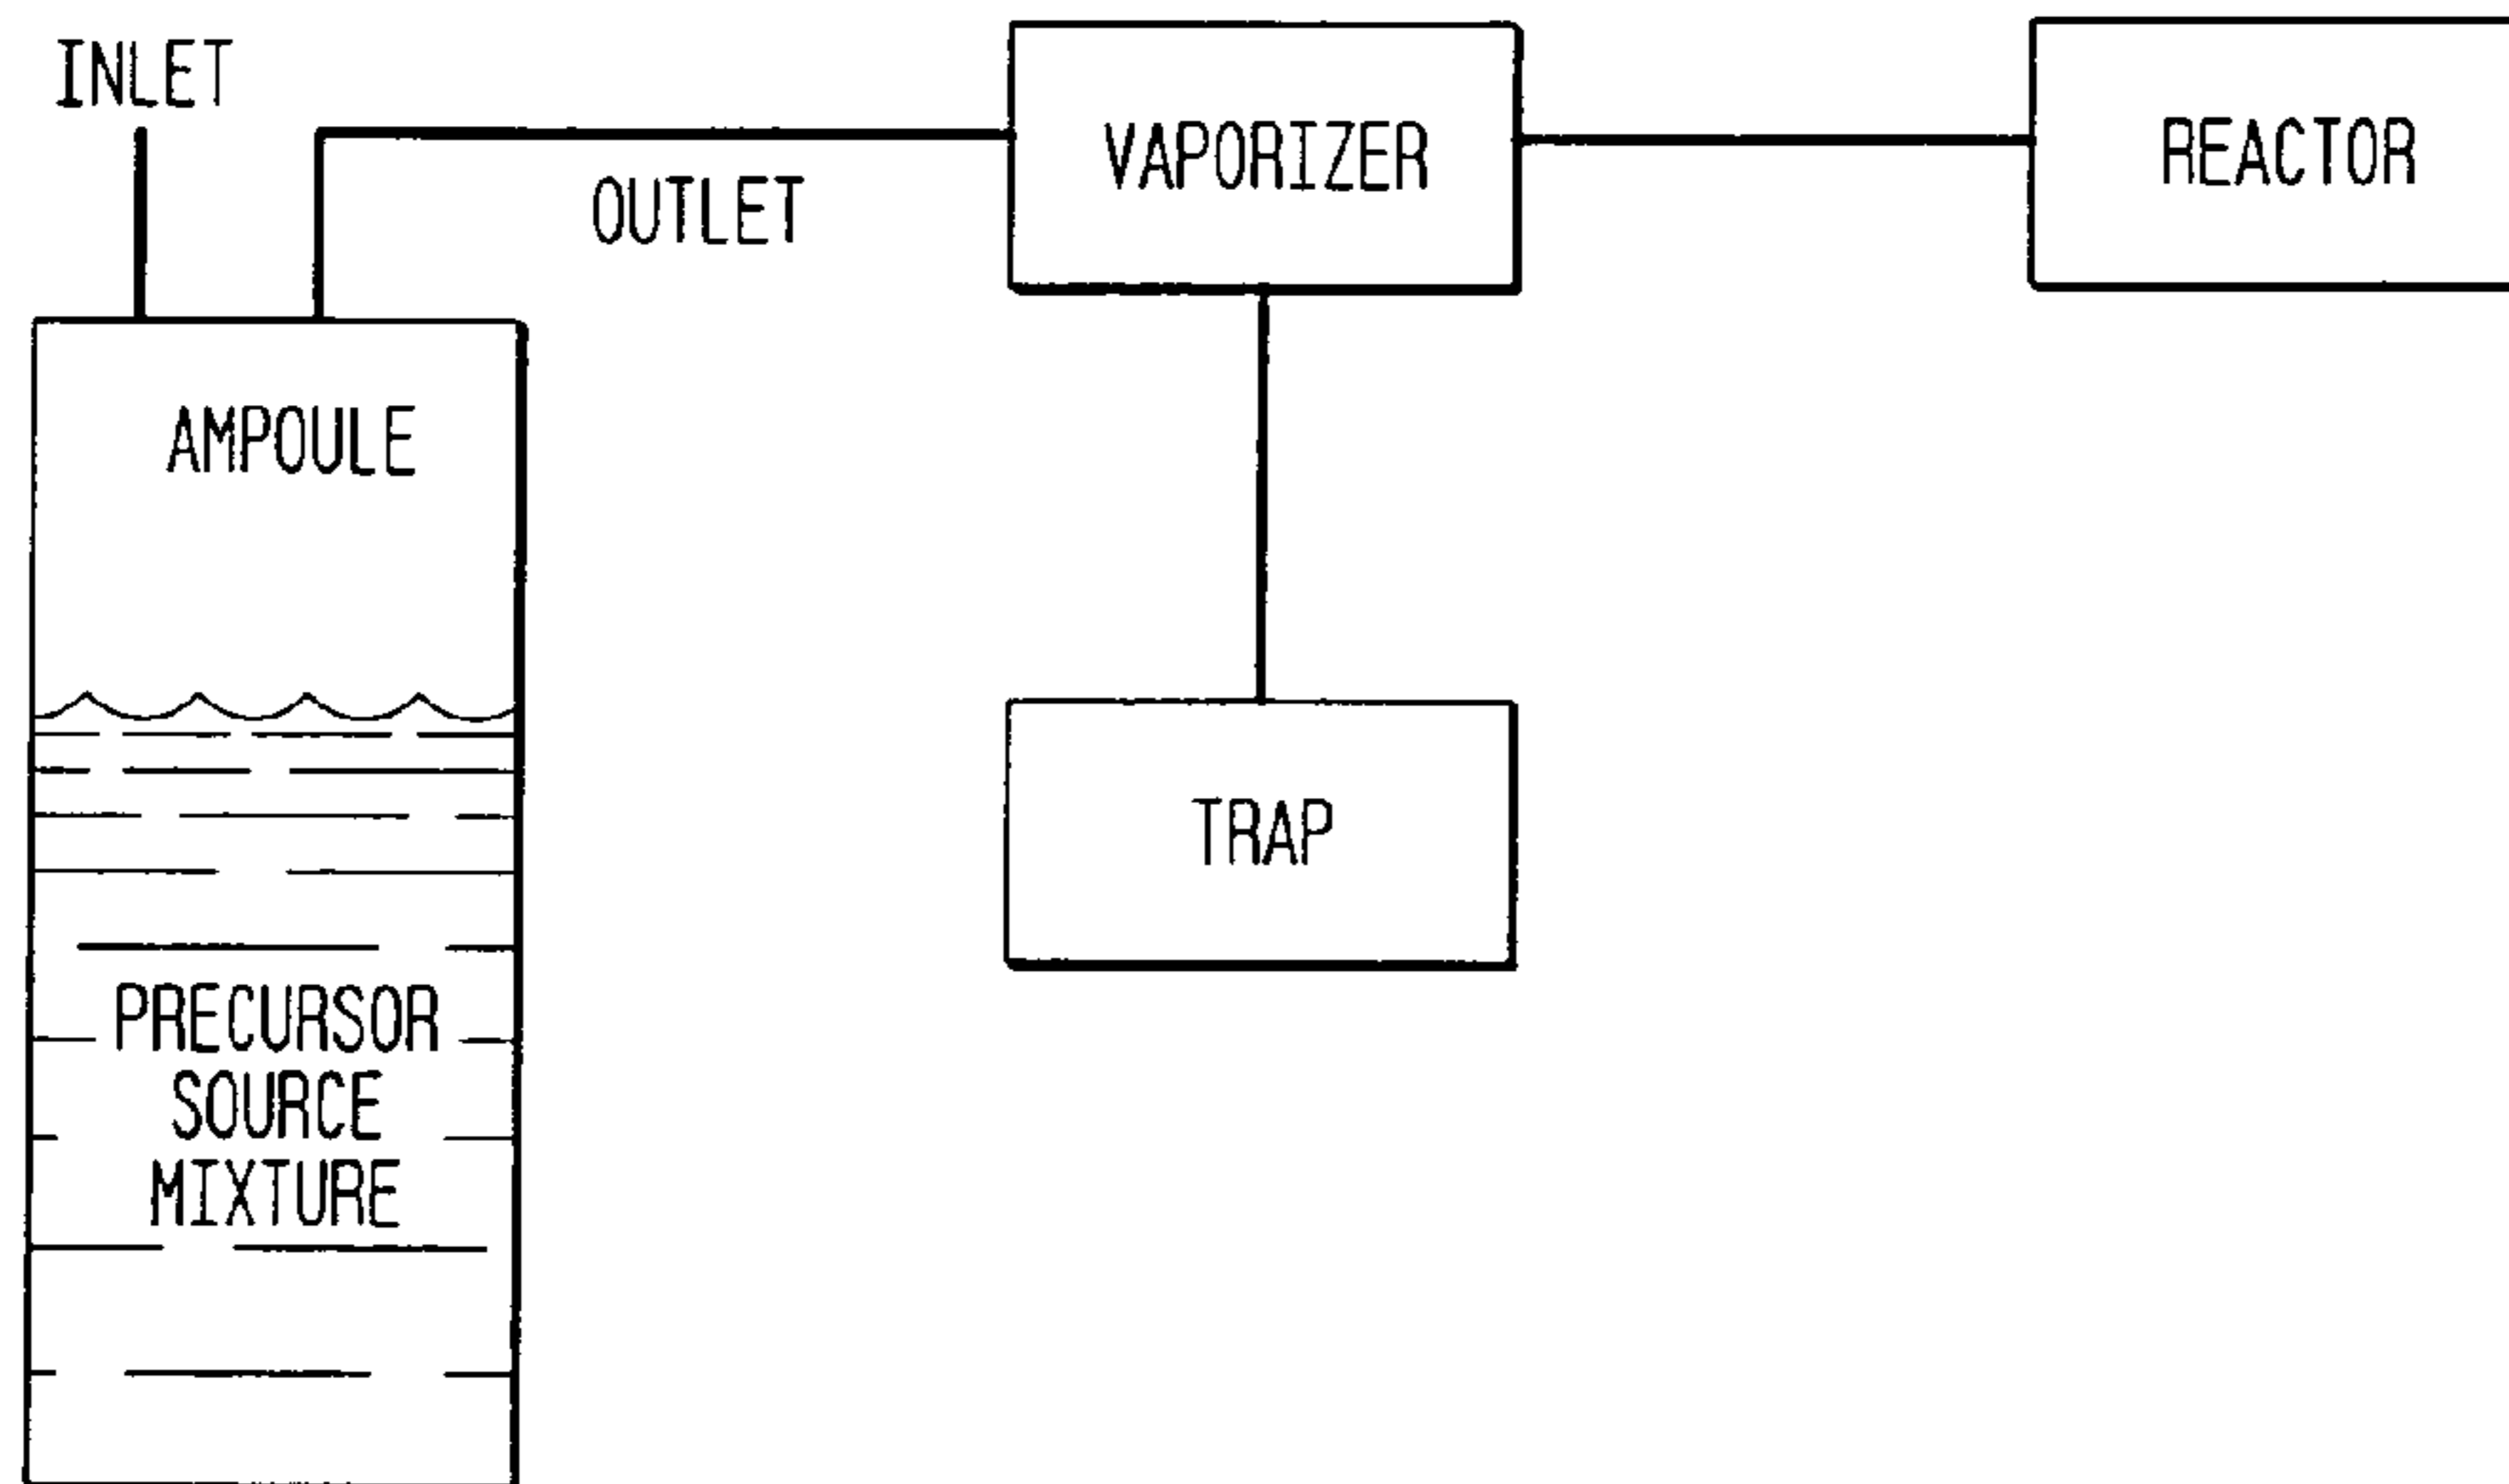 INLET
OUTLET
VAPORIZER
REACTOR
AMPOULE
TRAP
PRECURSOR
SOURCE
MIXTURE